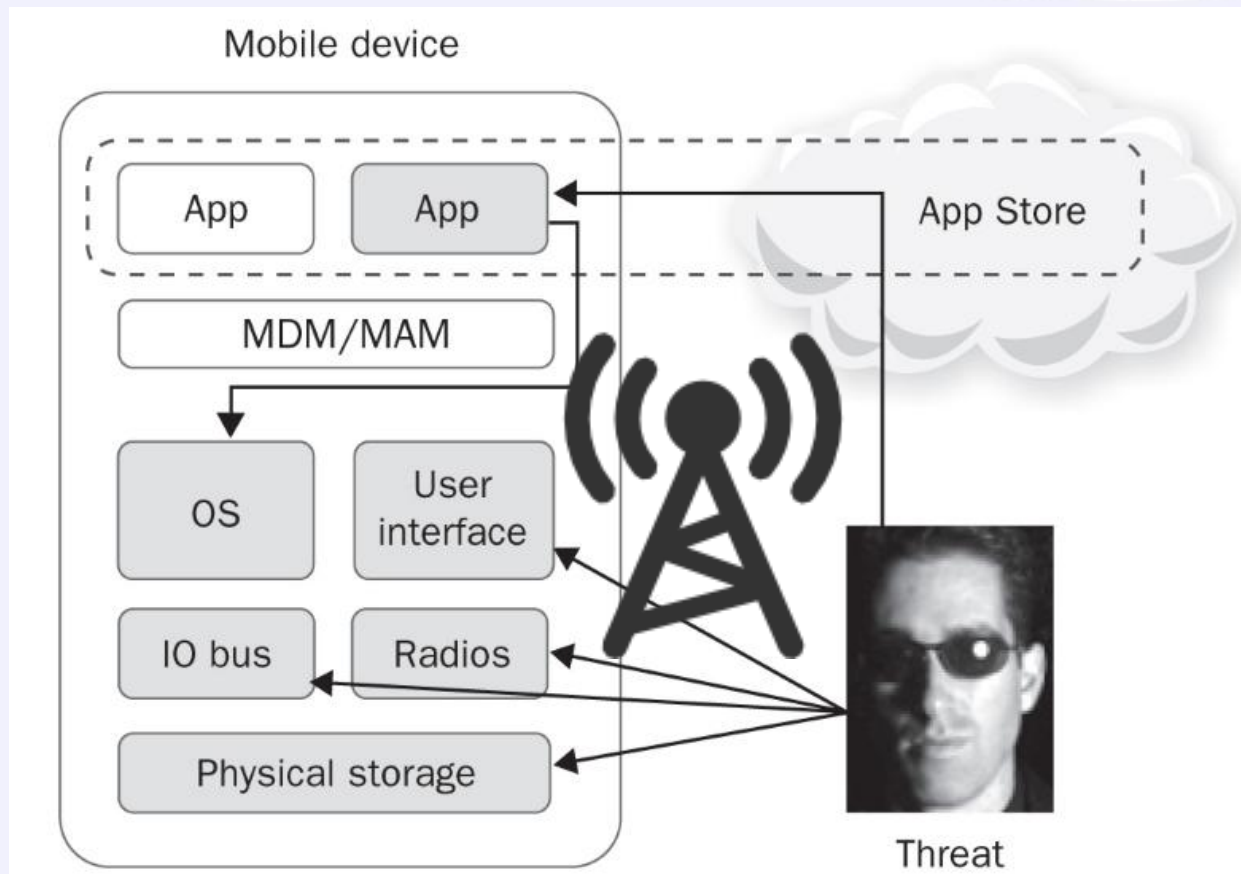 Mobile device
App
App
App Store
MDM/MAM
OS
User
interface
IO bus
Radios
Physical storage
Threat